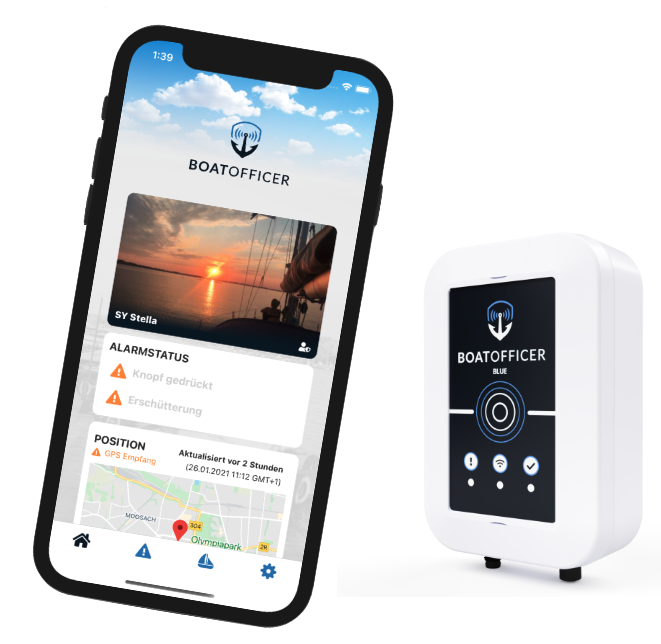 1:39
BOATOFFICER
SY Stella
ALARMSTATUS
Knopf gedrückt
Erschütterung
POSITION
Aktualisiert vor 2 Stunden
GPS Empfang
(26.01.2021 11:12 GMT+1)
MOOSACH
304
Olympiapark
2R
BOATOFFICER
BLUE